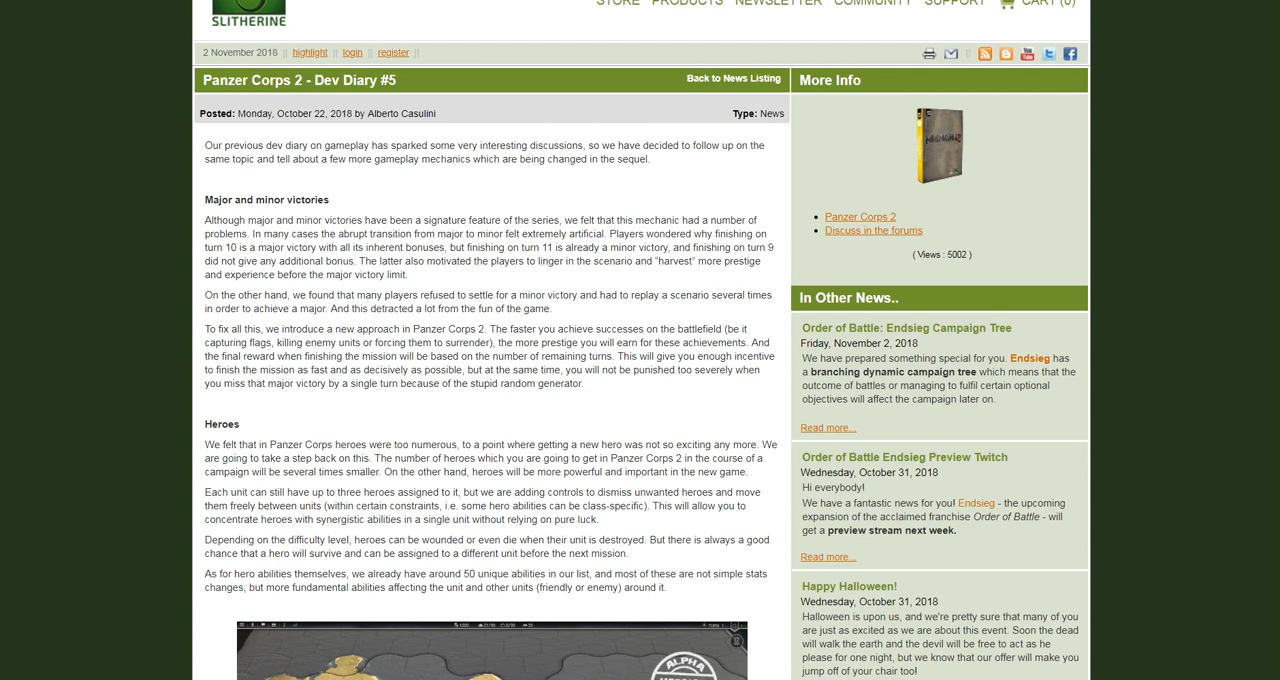 SLITHERINE
STORE PRODUCTS NEWSLETTER COMMUNITY SUPPORT CART (0)
2 November 2018 || highlight || login || register ||
Panzer Corps 2 - Dev Diary #5
Back to News Listing
Posted: Monday, October 22, 2018 by Alberto Casulini
Type: News
Our previous dev diary on gameplay has sparked some very interesting discussions, so we have decided to follow up on the
same topic and tell about a few more gameplay mechanics which are being changed in the sequel.
Major and minor victories
Although major and minor victories have been a signature feature of the series, we felt that this mechanic had a number of
problems. In many cases the abrupt transition from major to minor felt extremely artificial. Players wondered why finishing on
turn 10 is a major victory with all its inherent bonuses, but finishing on turn 11 is already a minor victory, and finishing on turn 9
did not give any additional bonus. The latter also motivated the players to linger in the scenario and “harvest” more prestige
and experience before the major victory limit.
On the other hand, we found that many players refused to settle for a minor victory and had to replay a scenario several times
in order to achieve a major. And this detracted a lot from the fun of the game.
To fix all this, we introduce a new approach in Panzer Corps 2. The faster you achieve successes on the battlefield (be it
capturing flags, killing enemy units or forcing them to surrender), the more prestige you will earn for these achievements. And
the final reward when finishing the mission will be based on the number of remaining turns. This will give you enough incentive
to finish the mission as fast and as decisively as possible, but at the same time, you will not be punished too severely when
you miss that major victory by a single turn because of the stupid random generator.
Heroes
We felt that in Panzer Corps heroes were too numerous, to a point where getting a new hero was not so exciting any more. We
are going to take a step back on this. The number of heroes which you are going to get in Panzer Corps 2 in the course of a
campaign will be several times smaller. On the other hand, heroes will be more powerful and important in the new game.
Each unit can still have up to three heroes assigned to it, but we are adding controls to dismiss unwanted heroes and move
them freely between units (within certain constraints, i.e. some hero abilities can be class-specific). This will allow you to
concentrate heroes with synergistic abilities in a single unit without relying on pure luck.
Depending on the difficulty level, heroes can be wounded or even die when their unit is destroyed. But there is always a good
chance that a hero will survive and can be assigned to a different unit before the next mission.
As for hero abilities themselves, we already have around 50 unique abilities in our list, and most of these are not simple stats
changes, but more fundamental abilities affecting the unit and other units (friendly or enemy) around it.
ALPHA
More Info
Panzer Corps 2
Discuss in the forums
( Views : 5002 )
In Other News..
Order of Battle: Endsieg Campaign Tree
Friday, November 2, 2018
We have prepared something special for you. Endsieg has
a branching dynamic campaign tree which means that the
outcome of battles or managing to fulfil certain optional
objectives will affect the campaign later on.
Read more...
Order of Battle Endsieg Preview Twitch
Wednesday, October 31, 2018
Hi everybody!
We have a fantastic news for you! Endsieg - the upcoming
expansion of the acclaimed franchise Order of Battle - will
get a preview stream next week.
Read more...
Happy Halloween!
Wednesday, October 31, 2018
Halloween is upon us, and we're pretty sure that many of you
are just as excited as we are about this event. Soon the dead
will walk the earth and the devil will be free to act as he
please for one night, but we know that our offer will make you
jump off of your chair too!